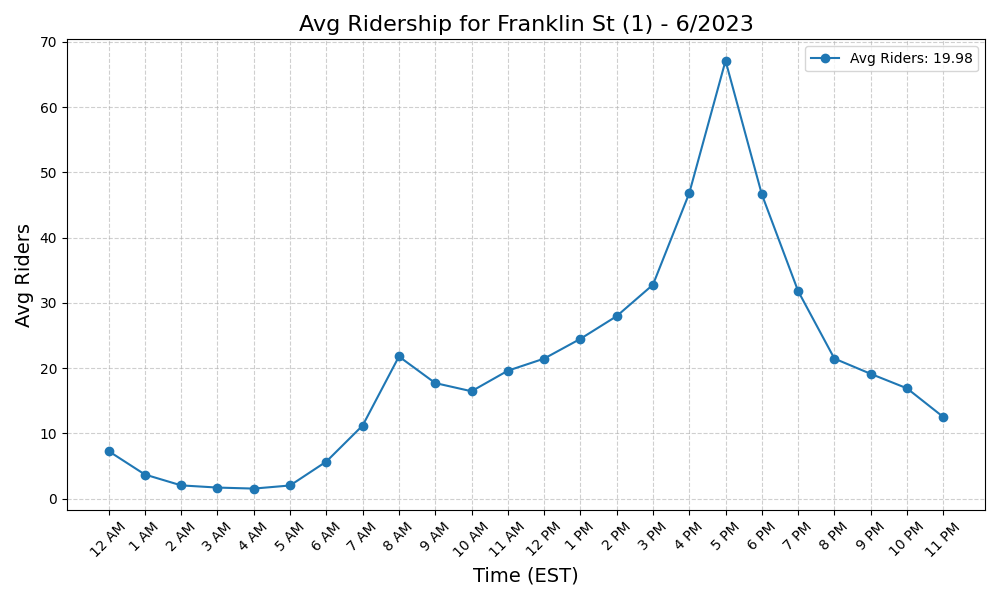 Avg Ridership for Franklin St (1) - 6/2023
Avg Riders: 19.98
Avg Riders
70
60
50
40
30
20
10
0
12 AM
1 AM
2 AM
3 AM
4 AM
5 AM
6 AM
7 AM
8 AM
9 AM
10 AM
11 AM
12 PM
1 PM
2 PM
3 PM
4 PM
5 PM
6 PM
7 PM
8 PM
9 PM
10 PM
11 PM
Time (EST)